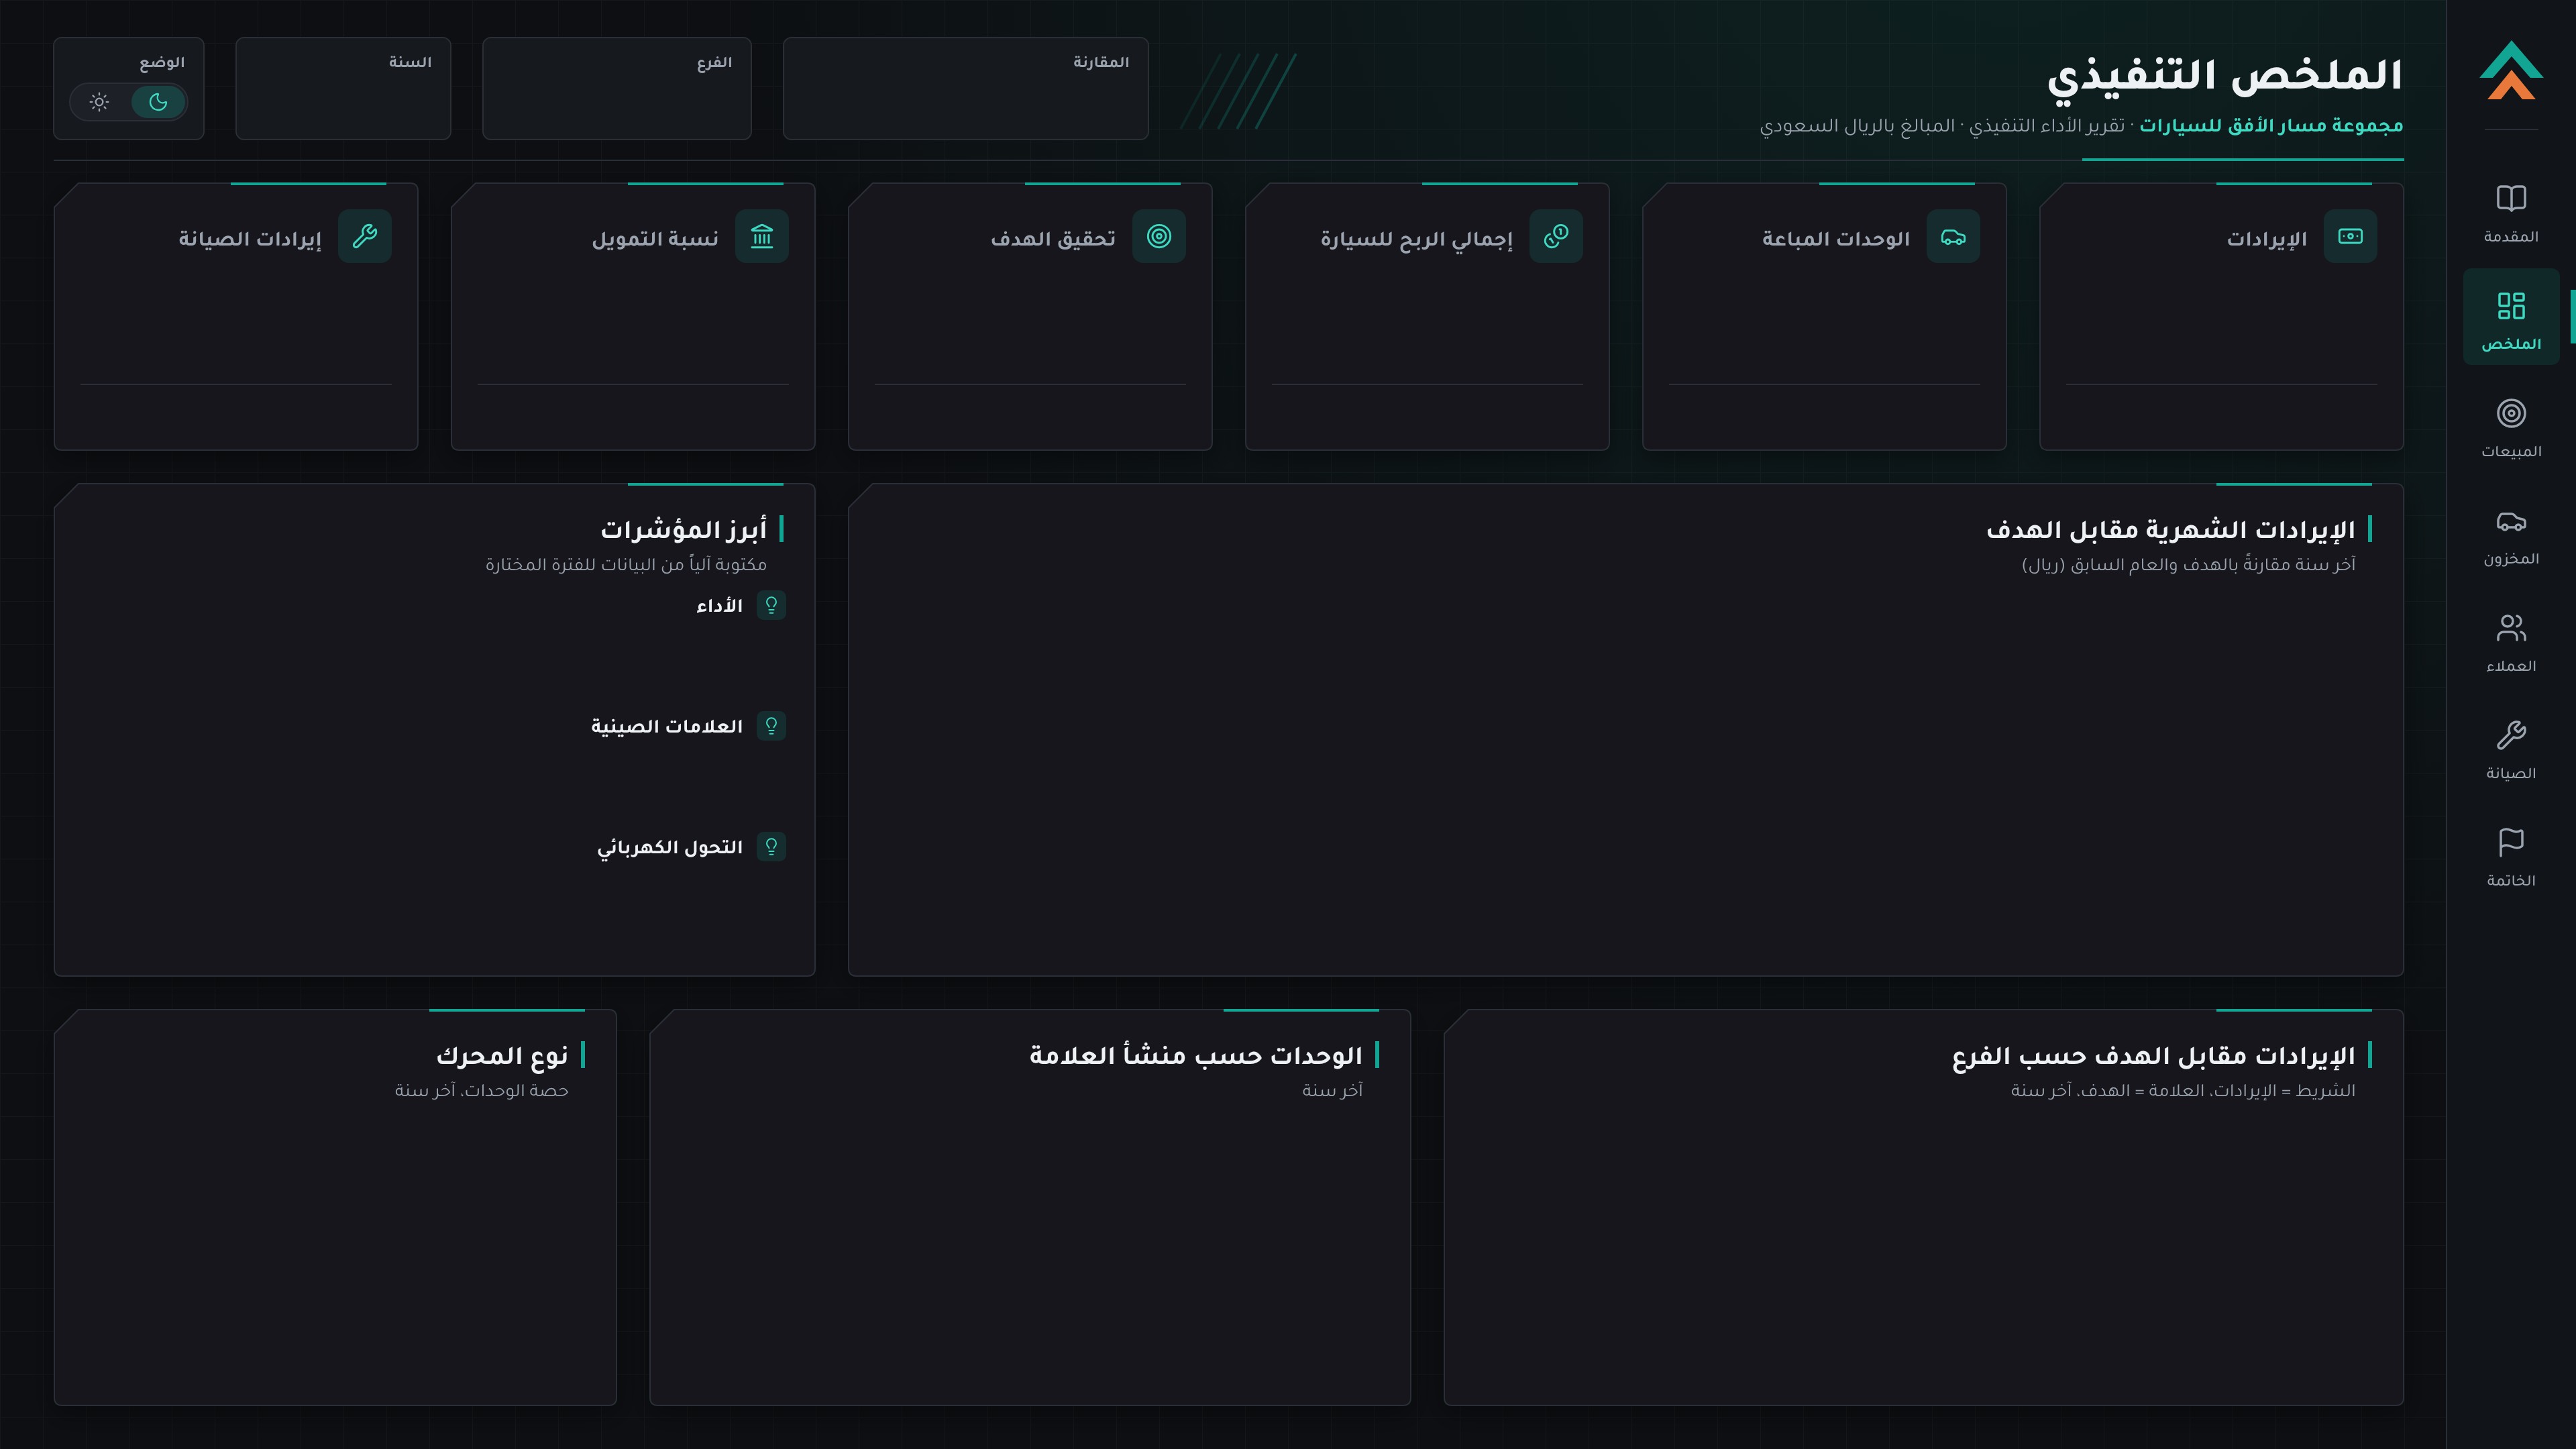 الملخص التنفيذي
مجموعة مسار الأفق للسيارات · تقرير الأداء التنفيذي · المبالغ بالريال السعودي
المقارنة
الفرع
السنة
الوضع
المقدمة
الملخص
المبيعات
المخزون
العملاء
الصيانة
الخاتمة
الإيرادات
الوحدات المباعة
إجمالي الربح للسيارة
تحقيق الهدف
نسبة التمويل
إيرادات الصيانة
الإيرادات الشهرية مقابل الهدف
آخر سنة مقارنةً بالهدف والعام السابق (ريال)
أبرز المؤشرات
مكتوبة آلياً من البيانات للفترة المختارة
الأداء
العلامات الصينية
التحول الكهربائي
الإيرادات مقابل الهدف حسب الفرع
الشريط = الإيرادات، العلامة = الهدف، آخر سنة
الوحدات حسب منشأ العلامة
آخر سنة
نوع المحرك
حصة الوحدات، آخر سنة